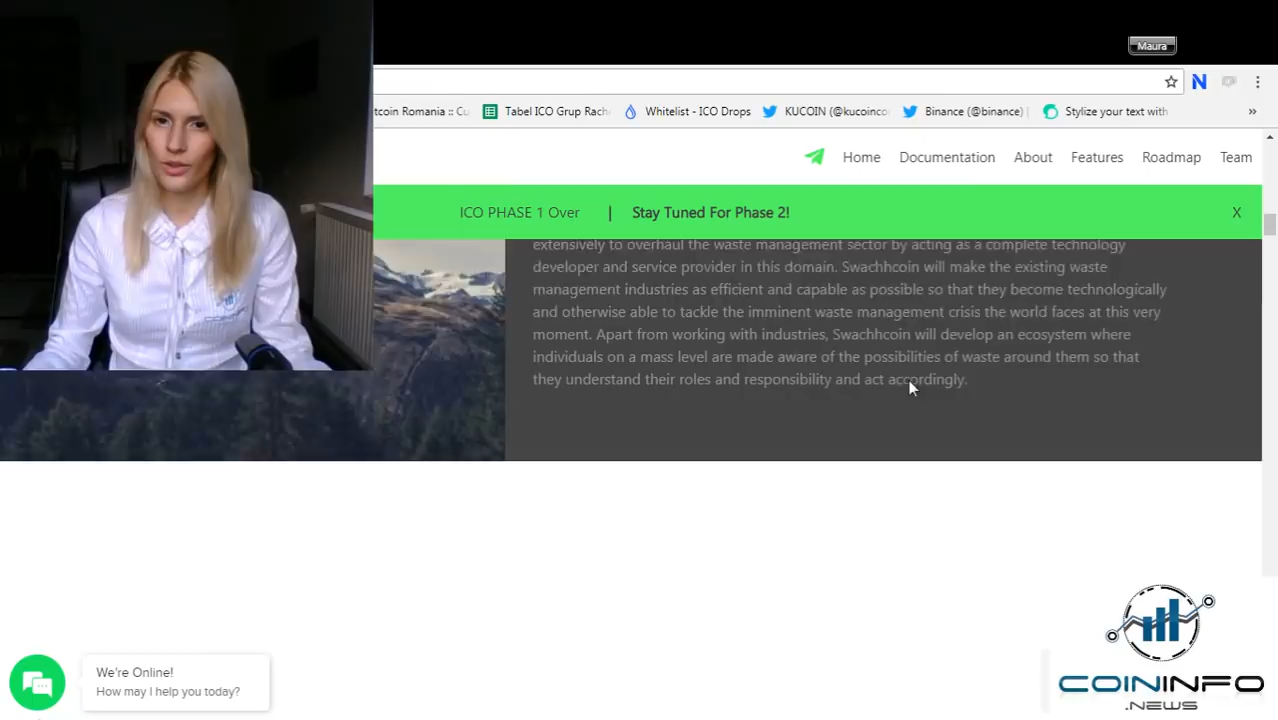 Maura
tcoin Romania :: Cu Tabel ICO Grup Rache Whitelist - ICO Drops KUCOIN (@kucoinco Binance (@binance) | Stylize your text with
Home Documentation About Features Roadmap Team
ICO PHASE 1 Over | Stay Tuned For Phase 2! X
extensively to overhaul the waste management sector by acting as a complete technology
developer and service provider in this domain. Swachhcoin will make the existing waste
management industries as efficient and capable as possible so that they become technologically
and otherwise able to tackle the imminent waste management crisis the world faces at this very
moment. Apart from working with industries, Swachhcoin will develop an ecosystem where
individuals on a mass level are made aware of the possibilities of waste around them so that
they understand their roles and responsibility and act accordingly.
We're Online!
How may I help you today?
COININFO
.NEWS